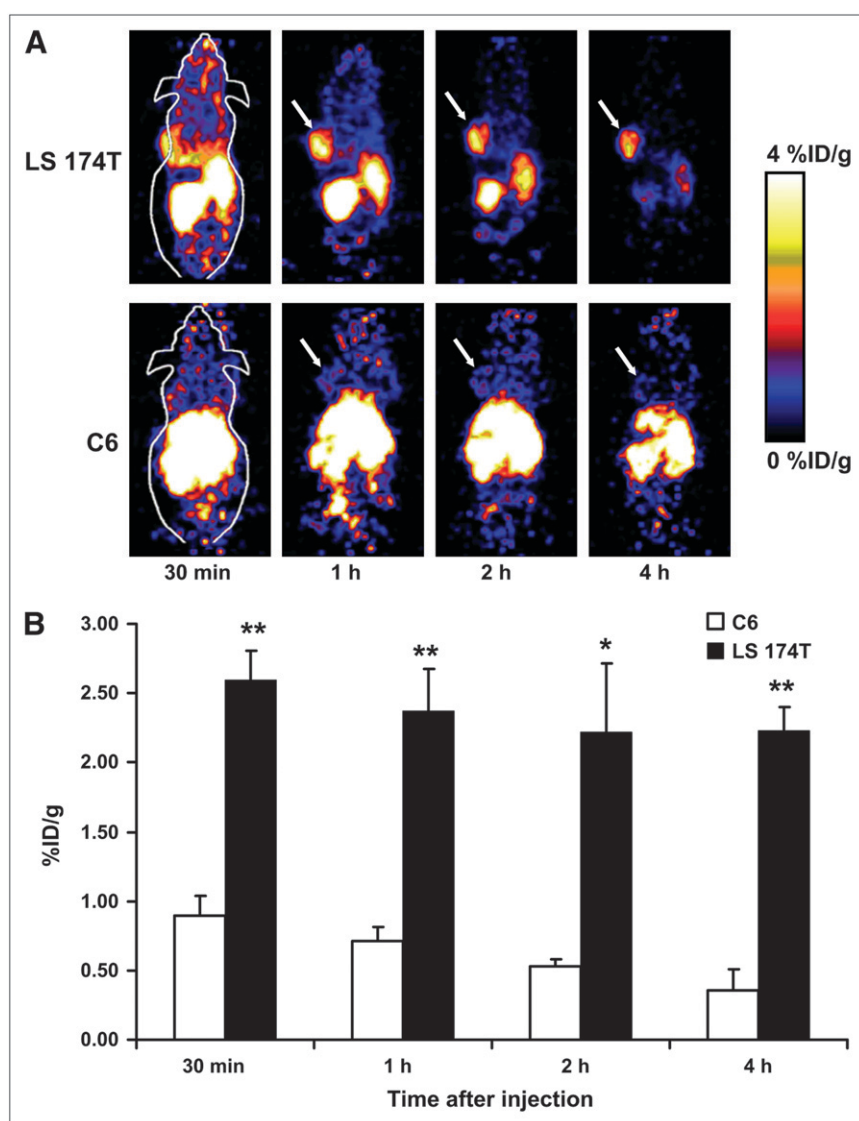 A
LS 174T
4 %ID/g
0 %ID/g
C6
30 min 1 h 2 h 4 h
B
3.00
2.50
2.00
1.50
1.00
0.50
0.00
%ID/g
** ** * **
C6
LS 174T
30 min 1 h 2 h 4 h
Time after injection